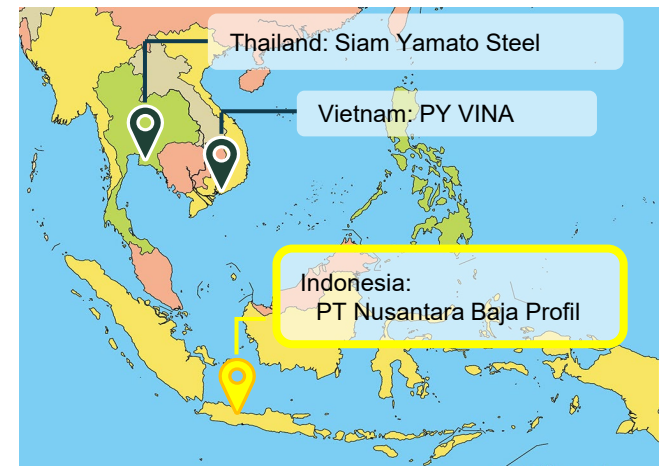 Thailand: Siam Yamato Steel
Vietnam: PY VINA
Indonesia:
PT Nusantara Baja Profil